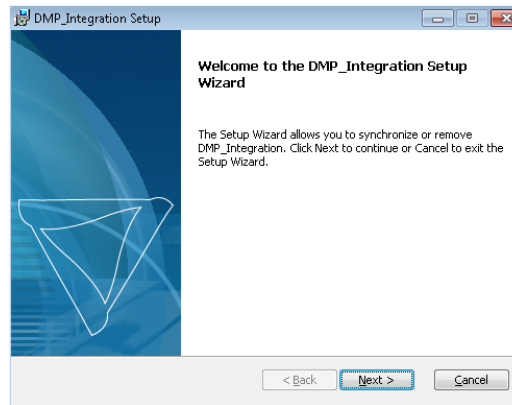 DMP_Integration Setup
Welcome to the DMP_Integration Setup
Wizard
The Setup Wizard allows you to synchronize or remove
DMP_Integration. Click Next to continue or Cancel to exit the
Setup Wizard.
< Back Next > Cancel